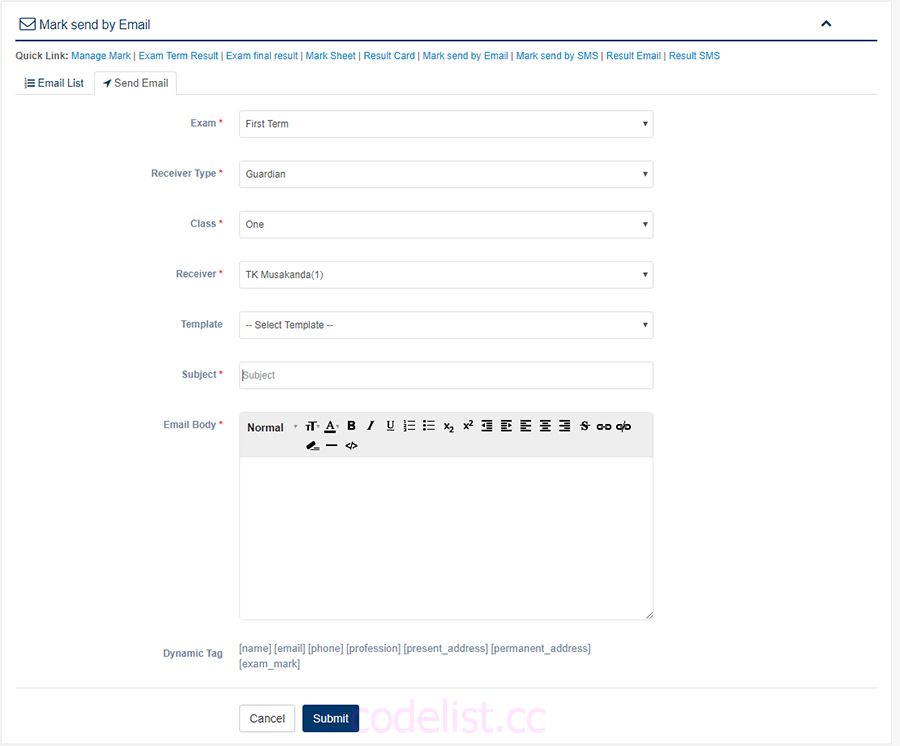 Mark send by Email
Quick Link: Manage Mark | Exam Term Result | Exam final result | Mark Sheet | Result Card | Mark send by Email | Mark send by SMS | Result Email | Result SMS
Email List Send Email
Exam * First Term
Receiver Type * Guardian
Class * One
Receiver * TK Musakanda(1)
Template -- Select Template --
Subject * Subject
Email Body * Normal
Dynamic Tag [name] [email] [phone] [profession] [present_address] [permanent_address]
[exam_mark]
Cancel Submit codelist.cc